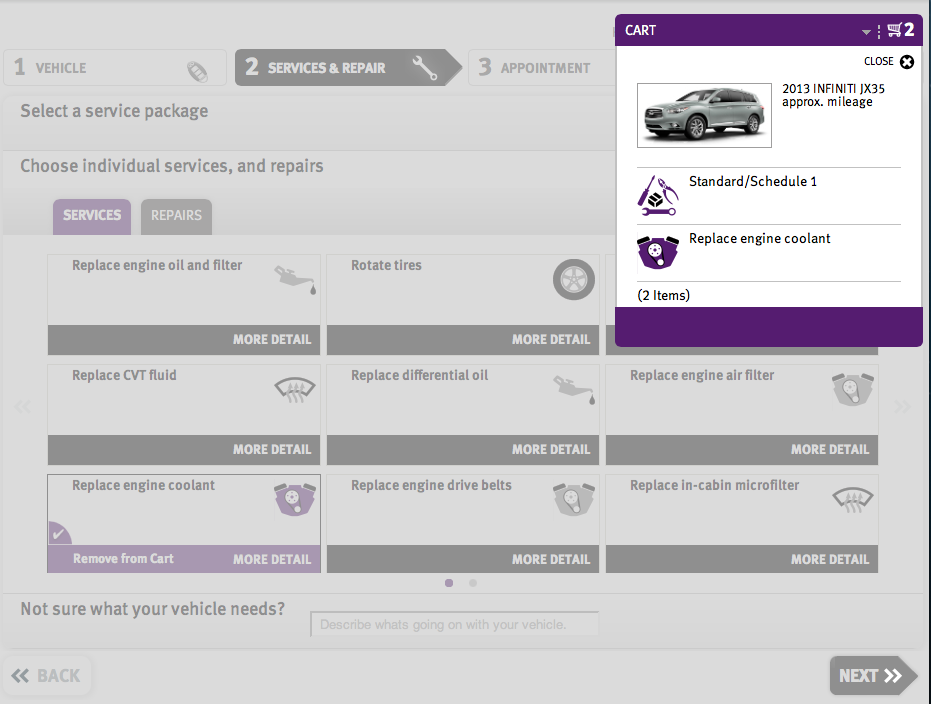 CART
2
CLOSE
2013 INFINITI JX35
approx. mileage
Standard/Schedule 1
Replace engine coolant
(2 Items)
1 VEHICLE
2 SERVICES & REPAIR
3 APPOINTMENT
Select a service package
Choose individual services, and repairs
SERVICES
REPAIRS
Replace engine oil and filter
Rotate tires
MORE DETAIL
MORE DETAIL
Replace CVT fluid
Replace differential oil
Replace engine air filter
MORE DETAIL
MORE DETAIL
MORE DETAIL
Replace engine coolant
Replace engine drive belts
Replace in-cabin microfilter
Remove from Cart
MORE DETAIL
MORE DETAIL
MORE DETAIL
Not sure what your vehicle needs?
Describe whats going on with your vehicle.
BACK
NEXT